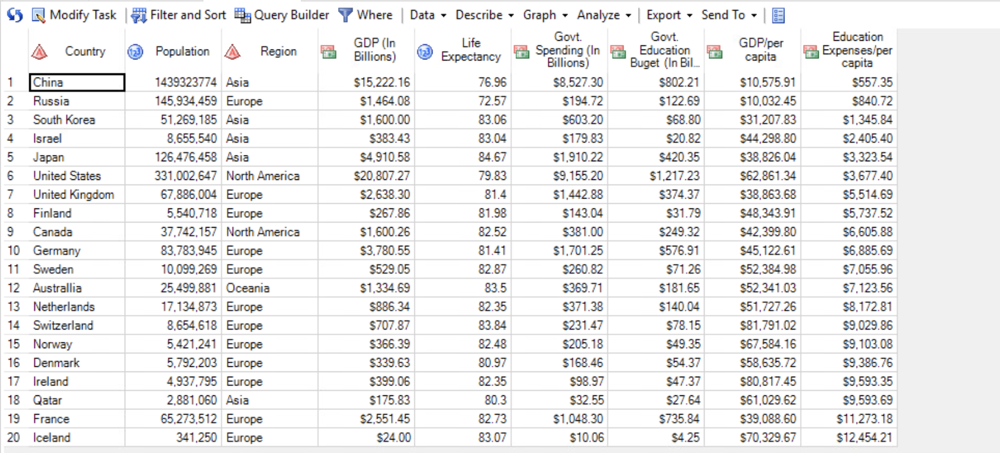 Modify Task Filter and Sort Query Builder Where Data Describe Graph Analyze Export Send To
Country Population Region GDP (In Billions) Life Expectancy Govt. Spending (In Billions) Govt. Education Buget (In Bil... GDP/per capita Education Expenses/per capita
1 China 1439323774 Asia $15,222.16 76.96 $8,527.30 $802.21 $10,575.91 $557.35
2 Russia 145,934,459 Europe $1,464.08 72.57 $194.72 $122.69 $10,032.45 $840.72
3 South Korea 51,269,185 Asia $1,600.00 83.06 $603.20 $68.80 $31,207.83 $1,345.84
4 Israel 8,655,540 Asia $383.43 83.04 $179.83 $20.82 $44,298.80 $2,405.40
5 Japan 126,476,458 Asia $4,910.58 84.67 $1,910.22 $420.35 $38,826.04 $3,323.54
6 United States 331,002,647 North America $20,807.27 79.83 $9,155.20 $1,217.23 $62,861.34 $3,677.40
7 United Kingdom 67,886,004 Europe $2,638.30 81.4 $1,442.88 $374.37 $38,863.68 $5,514.69
8 Finland 5,540,718 Europe $267.86 81.98 $143.04 $31.79 $48,343.91 $5,737.52
9 Canada 37,742,157 North America $1,600.26 82.52 $381.00 $249.32 $42,399.80 $6,605.88
10 Germany 83,783,945 Europe $3,780.55 81.41 $1,701.25 $576.91 $45,122.61 $6,885.69
11 Sweden 10,099,269 Europe $529.05 82.87 $260.82 $71.26 $52,384.98 $7,055.96
12 Australlia 25,499,881 Oceania $1,334.69 83.5 $369.71 $181.65 $52,341.03 $7,123.56
13 Netherlands 17,134,873 Europe $886.34 82.35 $371.38 $140.04 $51,727.26 $8,172.81
14 Switzerland 8,654,618 Europe $707.87 83.84 $231.47 $78.15 $81,791.02 $9,029.86
15 Norway 5,421,241 Europe $366.39 82.48 $205.18 $49.35 $67,584.16 $9,103.08
16 Denmark 5,792,203 Europe $339.63 80.97 $168.46 $54.37 $58,635.72 $9,386.76
17 Ireland 4,937,795 Europe $399.06 82.35 $98.97 $47.37 $80,817.45 $9,593.35
18 Qatar 2,881,060 Asia $175.83 80.3 $32.55 $27.64 $61,029.62 $9,593.69
19 France 65,273,512 Europe $2,551.45 82.73 $1,048.30 $735.84 $39,088.60 $11,273.18
20 Iceland 341,250 Europe $24.00 83.07 $10.06 $4.25 $70,329.67 $12,454.21